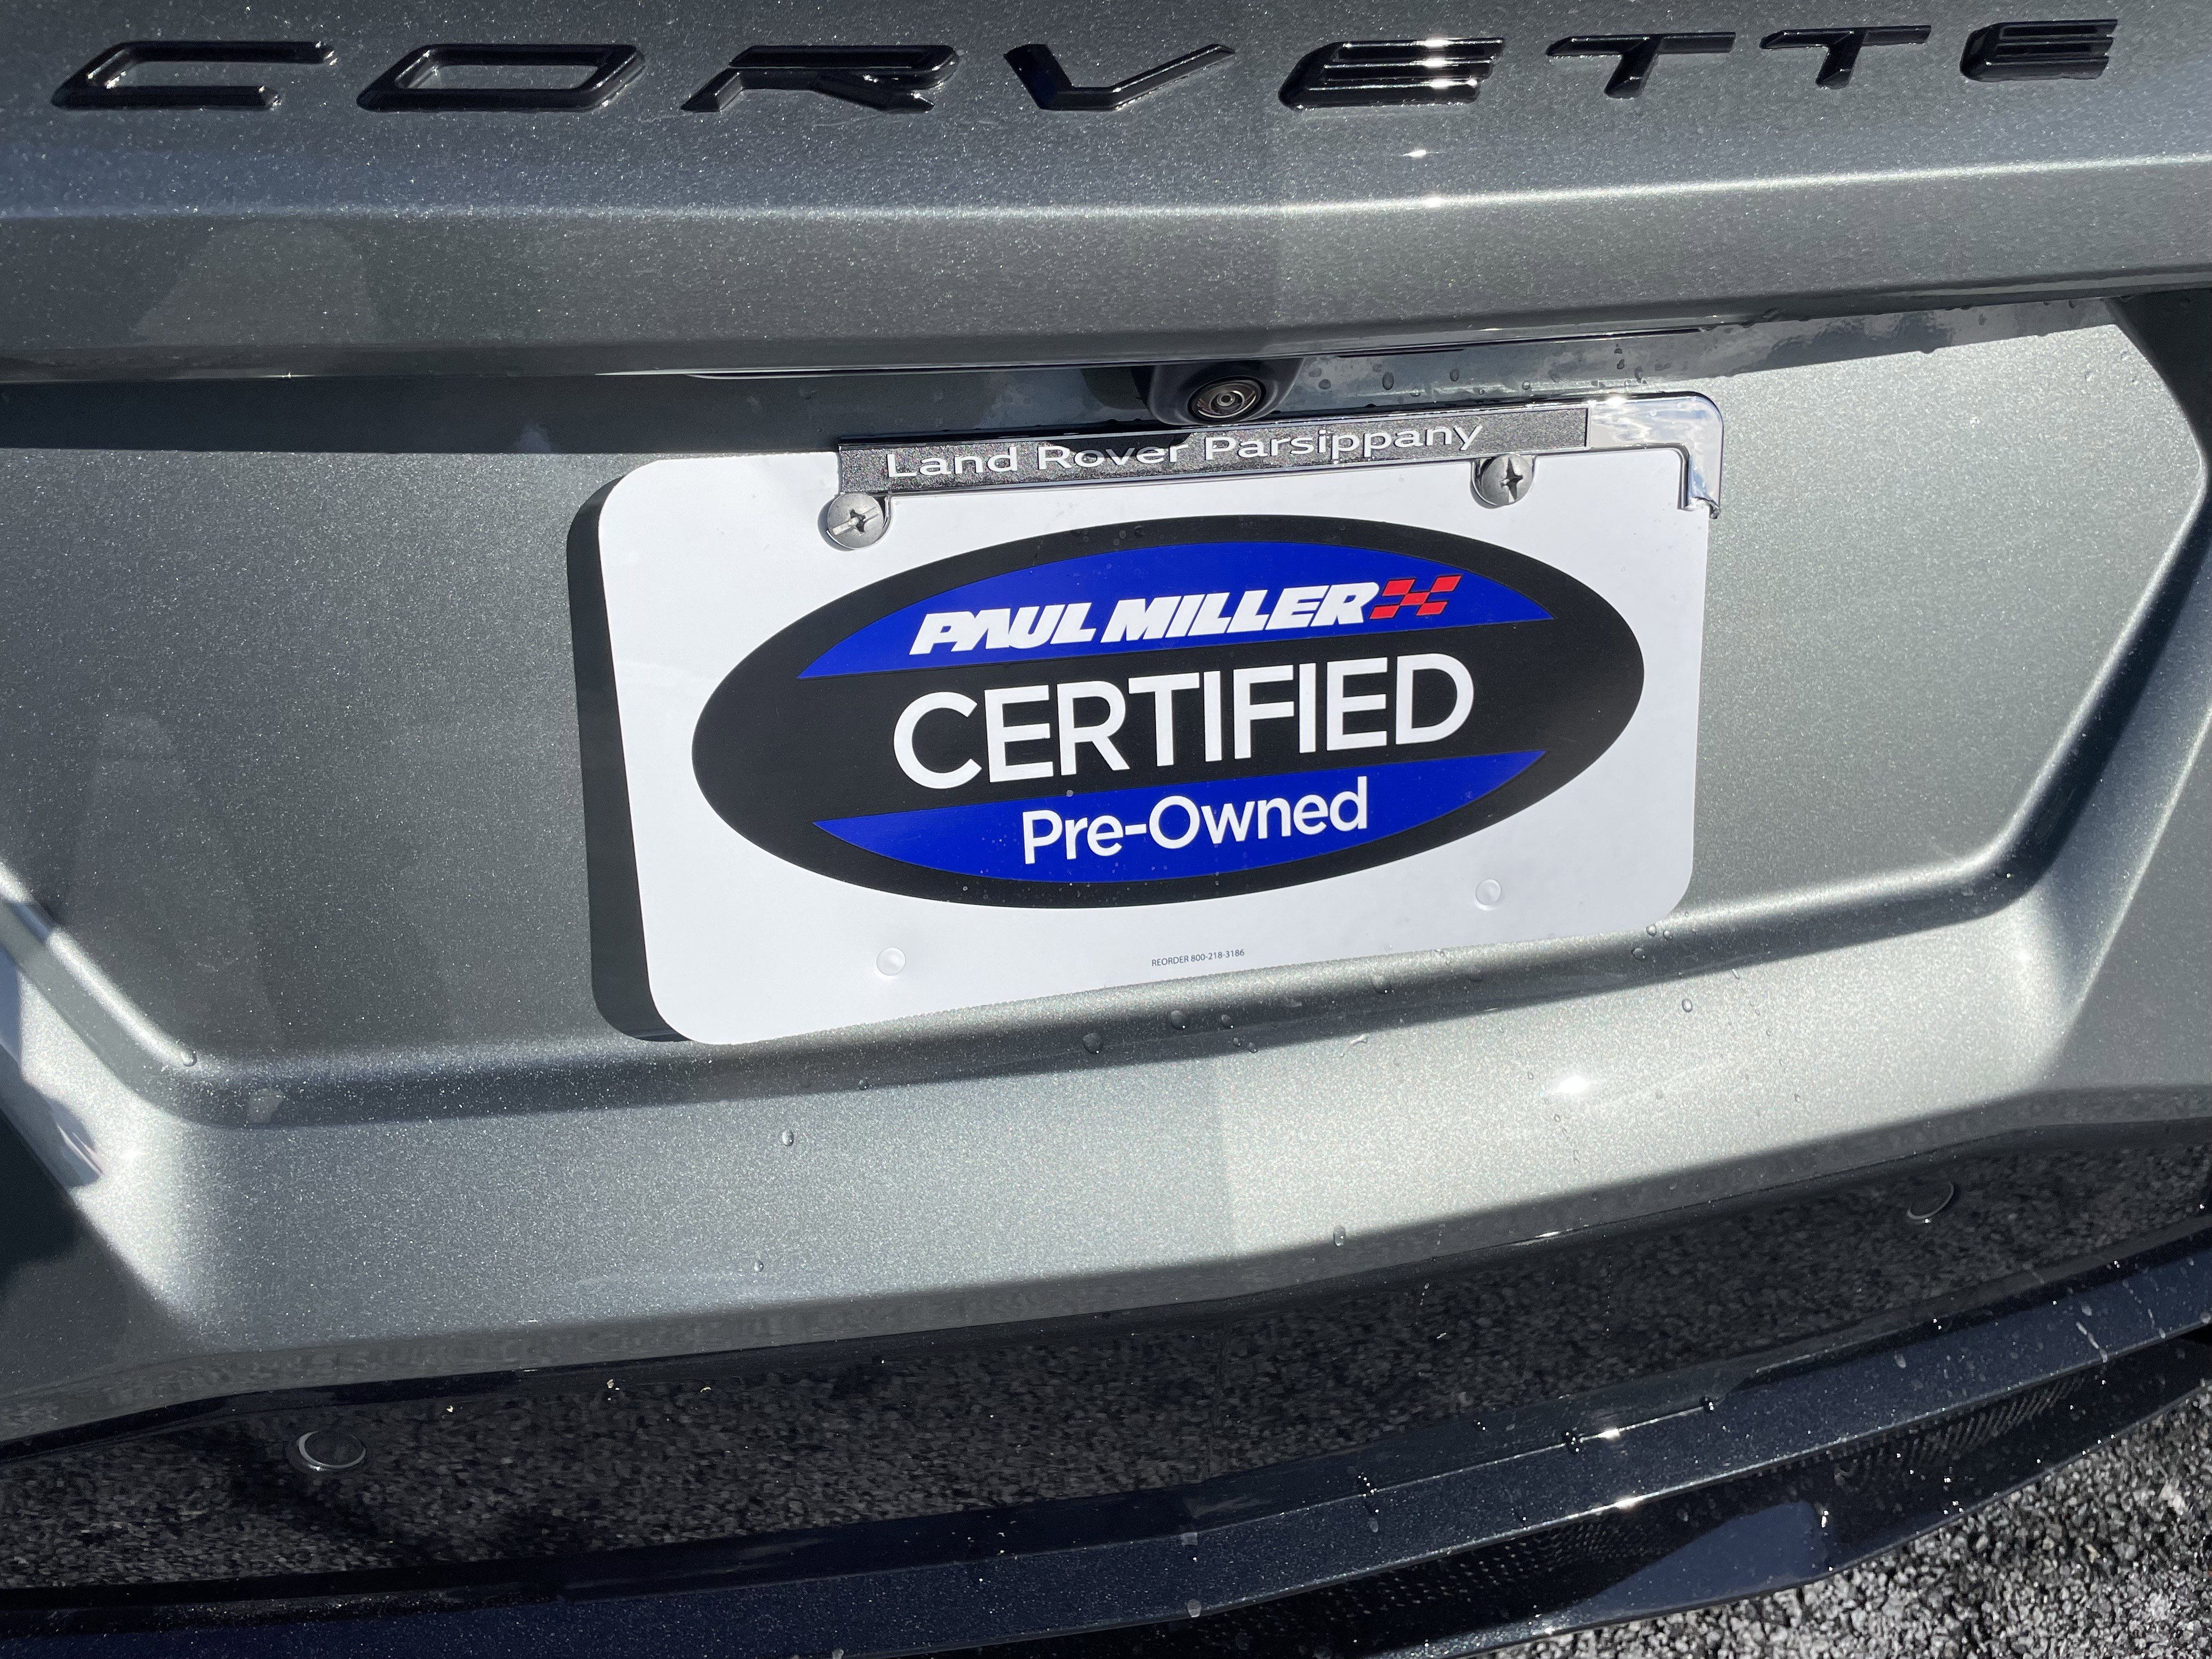 CORVETTE
Land Rover Parsippany
PAUL MILLER
CERTIFIED
Pre-Owned
REORDER 800-218-3186